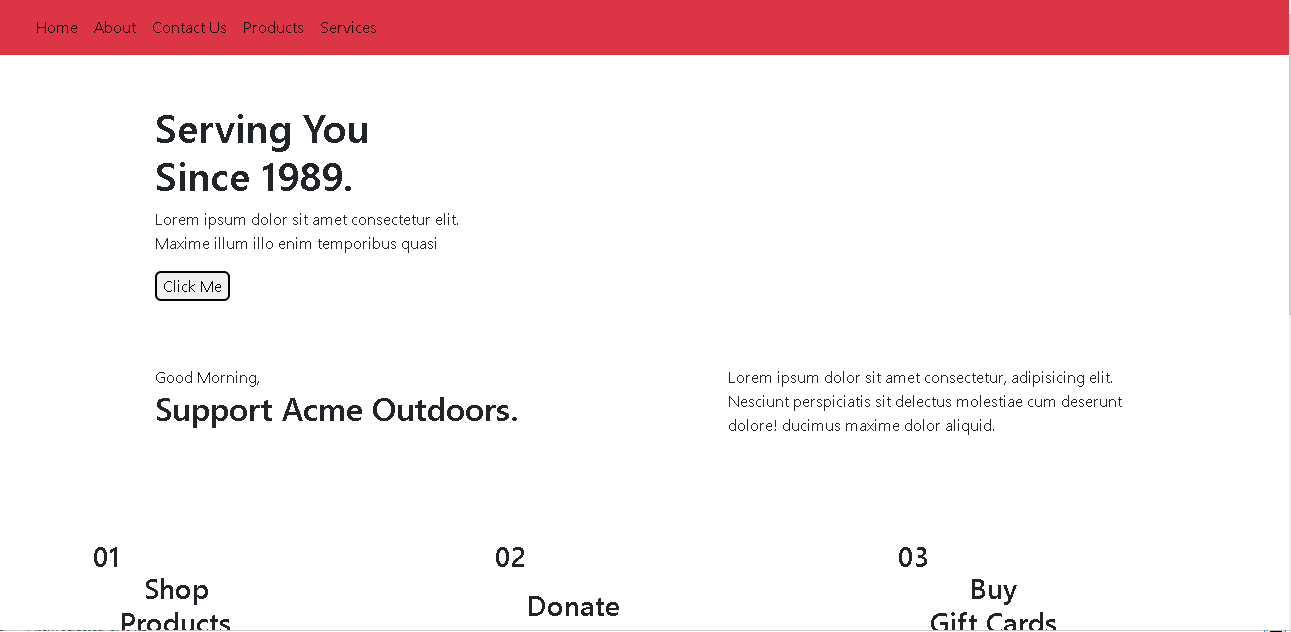 Home About Contact Us Products Services
Serving You
Since 1989.
Lorem ipsum dolor sit amet consectetur elit.
Maxime illum illo enim temporibus quasi
Click Me
Good Morning,
Support Acme Outdoors.
Lorem ipsum dolor sit amet consectetur, adipisicing elit.
Nesciunt perspiciatis sit delectus molestiae cum deserunt
dolore! ducimus maxime dolor aliquid.
01
Shop
Products
02
Donate
03
Buy
Gift Cards